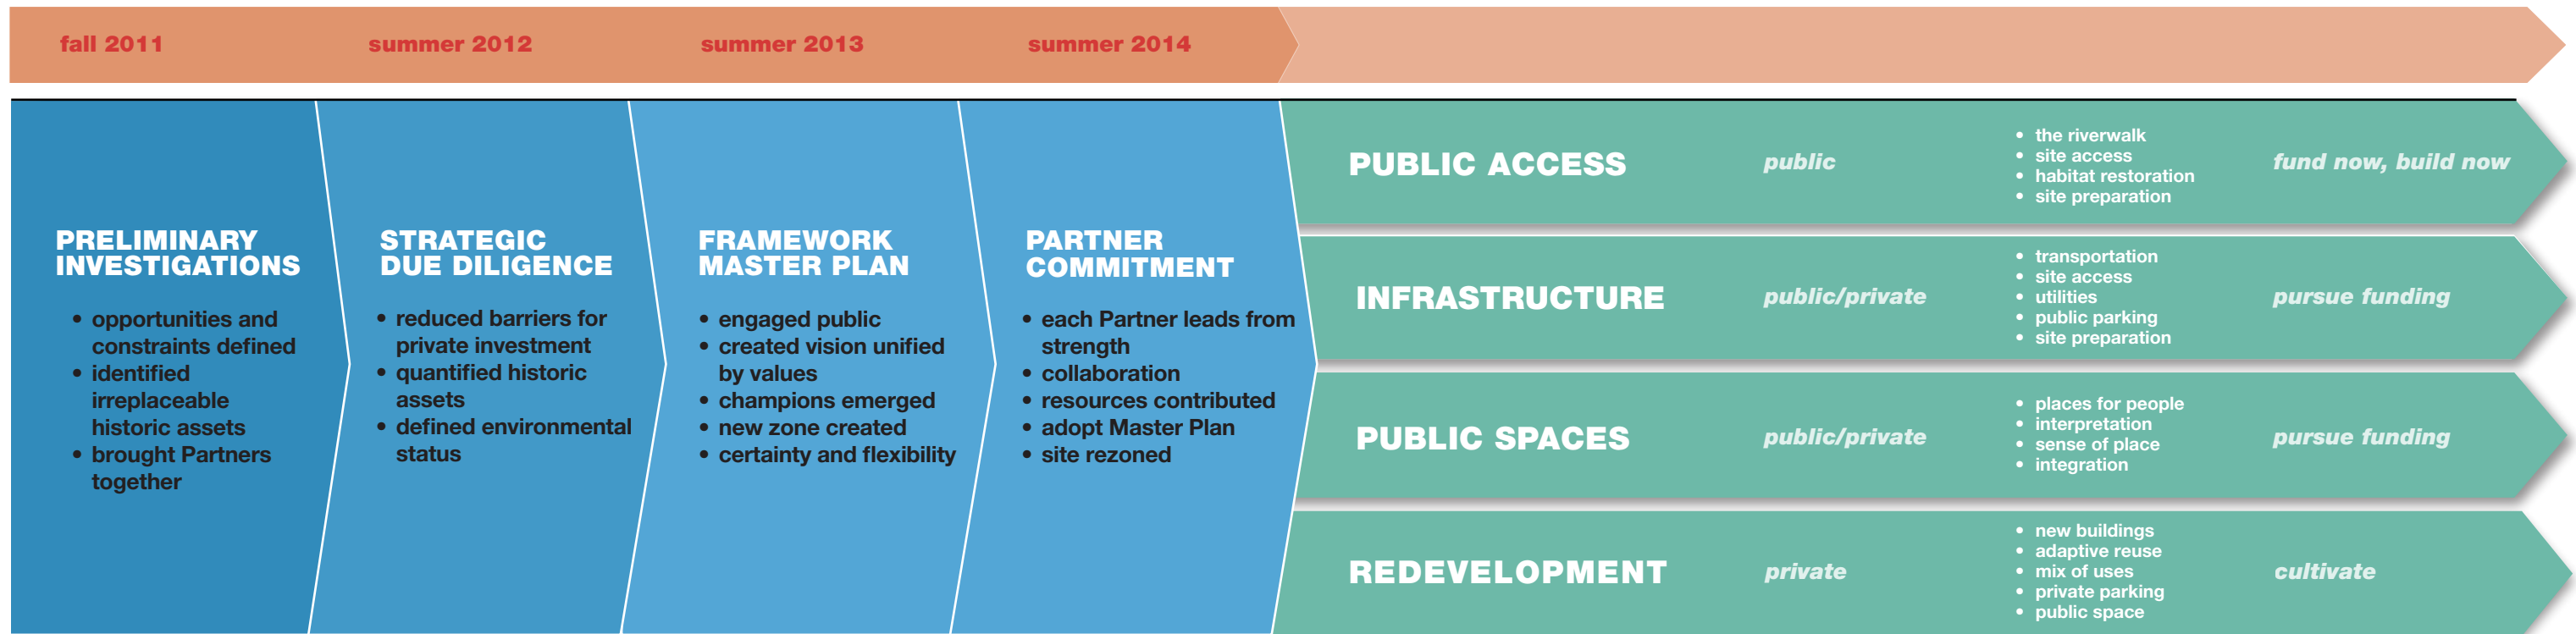 fall 2011
summer 2012
summer 2013
summer 2014
PRELIMINARY
INVESTIGATIONS
• opportunities and
constraints defined
• identified
irreplaceable
historic assets
• brought Partners
together
STRATEGIC
DUE DILIGENCE
• reduced barriers for
private investment
• quantified historic
assets
• defined environmental
status
FRAMEWORK
MASTER PLAN
• engaged public
• created vision unified
by values
• champions emerged
• new zone created
• certainty and flexibility
PARTNER
COMMITMENT
• each Partner leads from
strength
• collaboration
• resources contributed
• adopt Master Plan
• site rezoned
PUBLIC ACCESS
public
• the riverwalk
• site access
• habitat restoration
• site preparation
fund now, build now
INFRASTRUCTURE
public/private
• transportation
• site access
• utilities
• public parking
• site preparation
pursue funding
PUBLIC SPACES
public/private
• places for people
• interpretation
• sense of place
• integration
pursue funding
REDEVELOPMENT
private
• new buildings
• adaptive reuse
• mix of uses
• private parking
• public space
cultivate